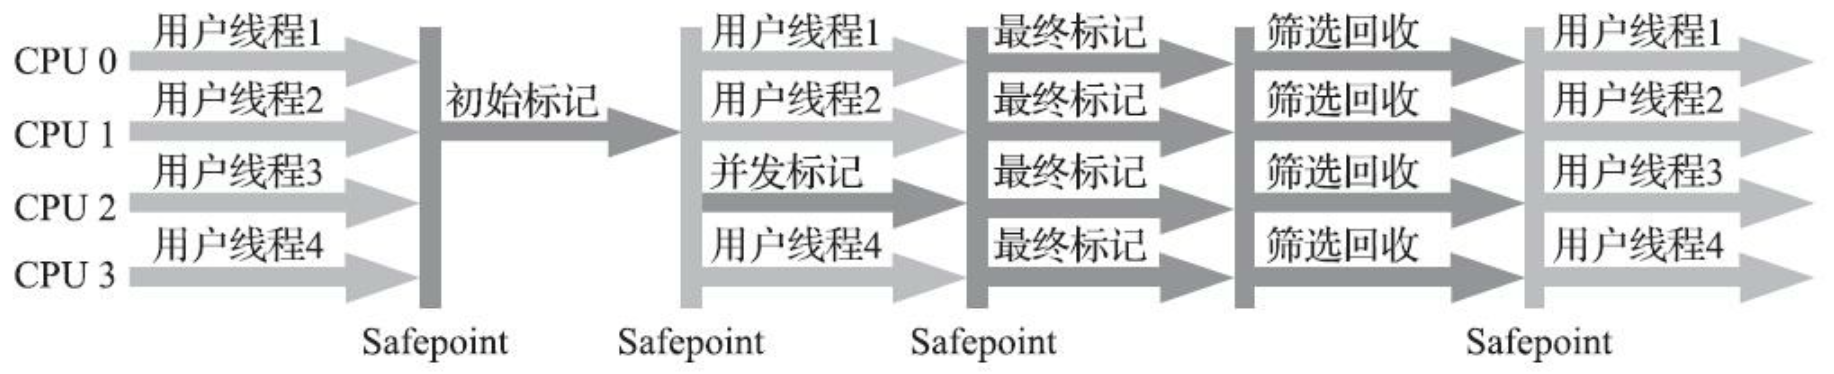 用户线程1 用户线程1 最终标记 筛选回收 用户线程1
CPU 0
用户线程2 初始标记 用户线程2 最终标记 筛选回收 用户线程2
CPU 1
用户线程3 并发标记 最终标记 筛选回收 用户线程3
CPU 2
用户线程4 用户线程4 最终标记 筛选回收 用户线程4
CPU 3
Safepoint Safepoint Safepoint Safepoint